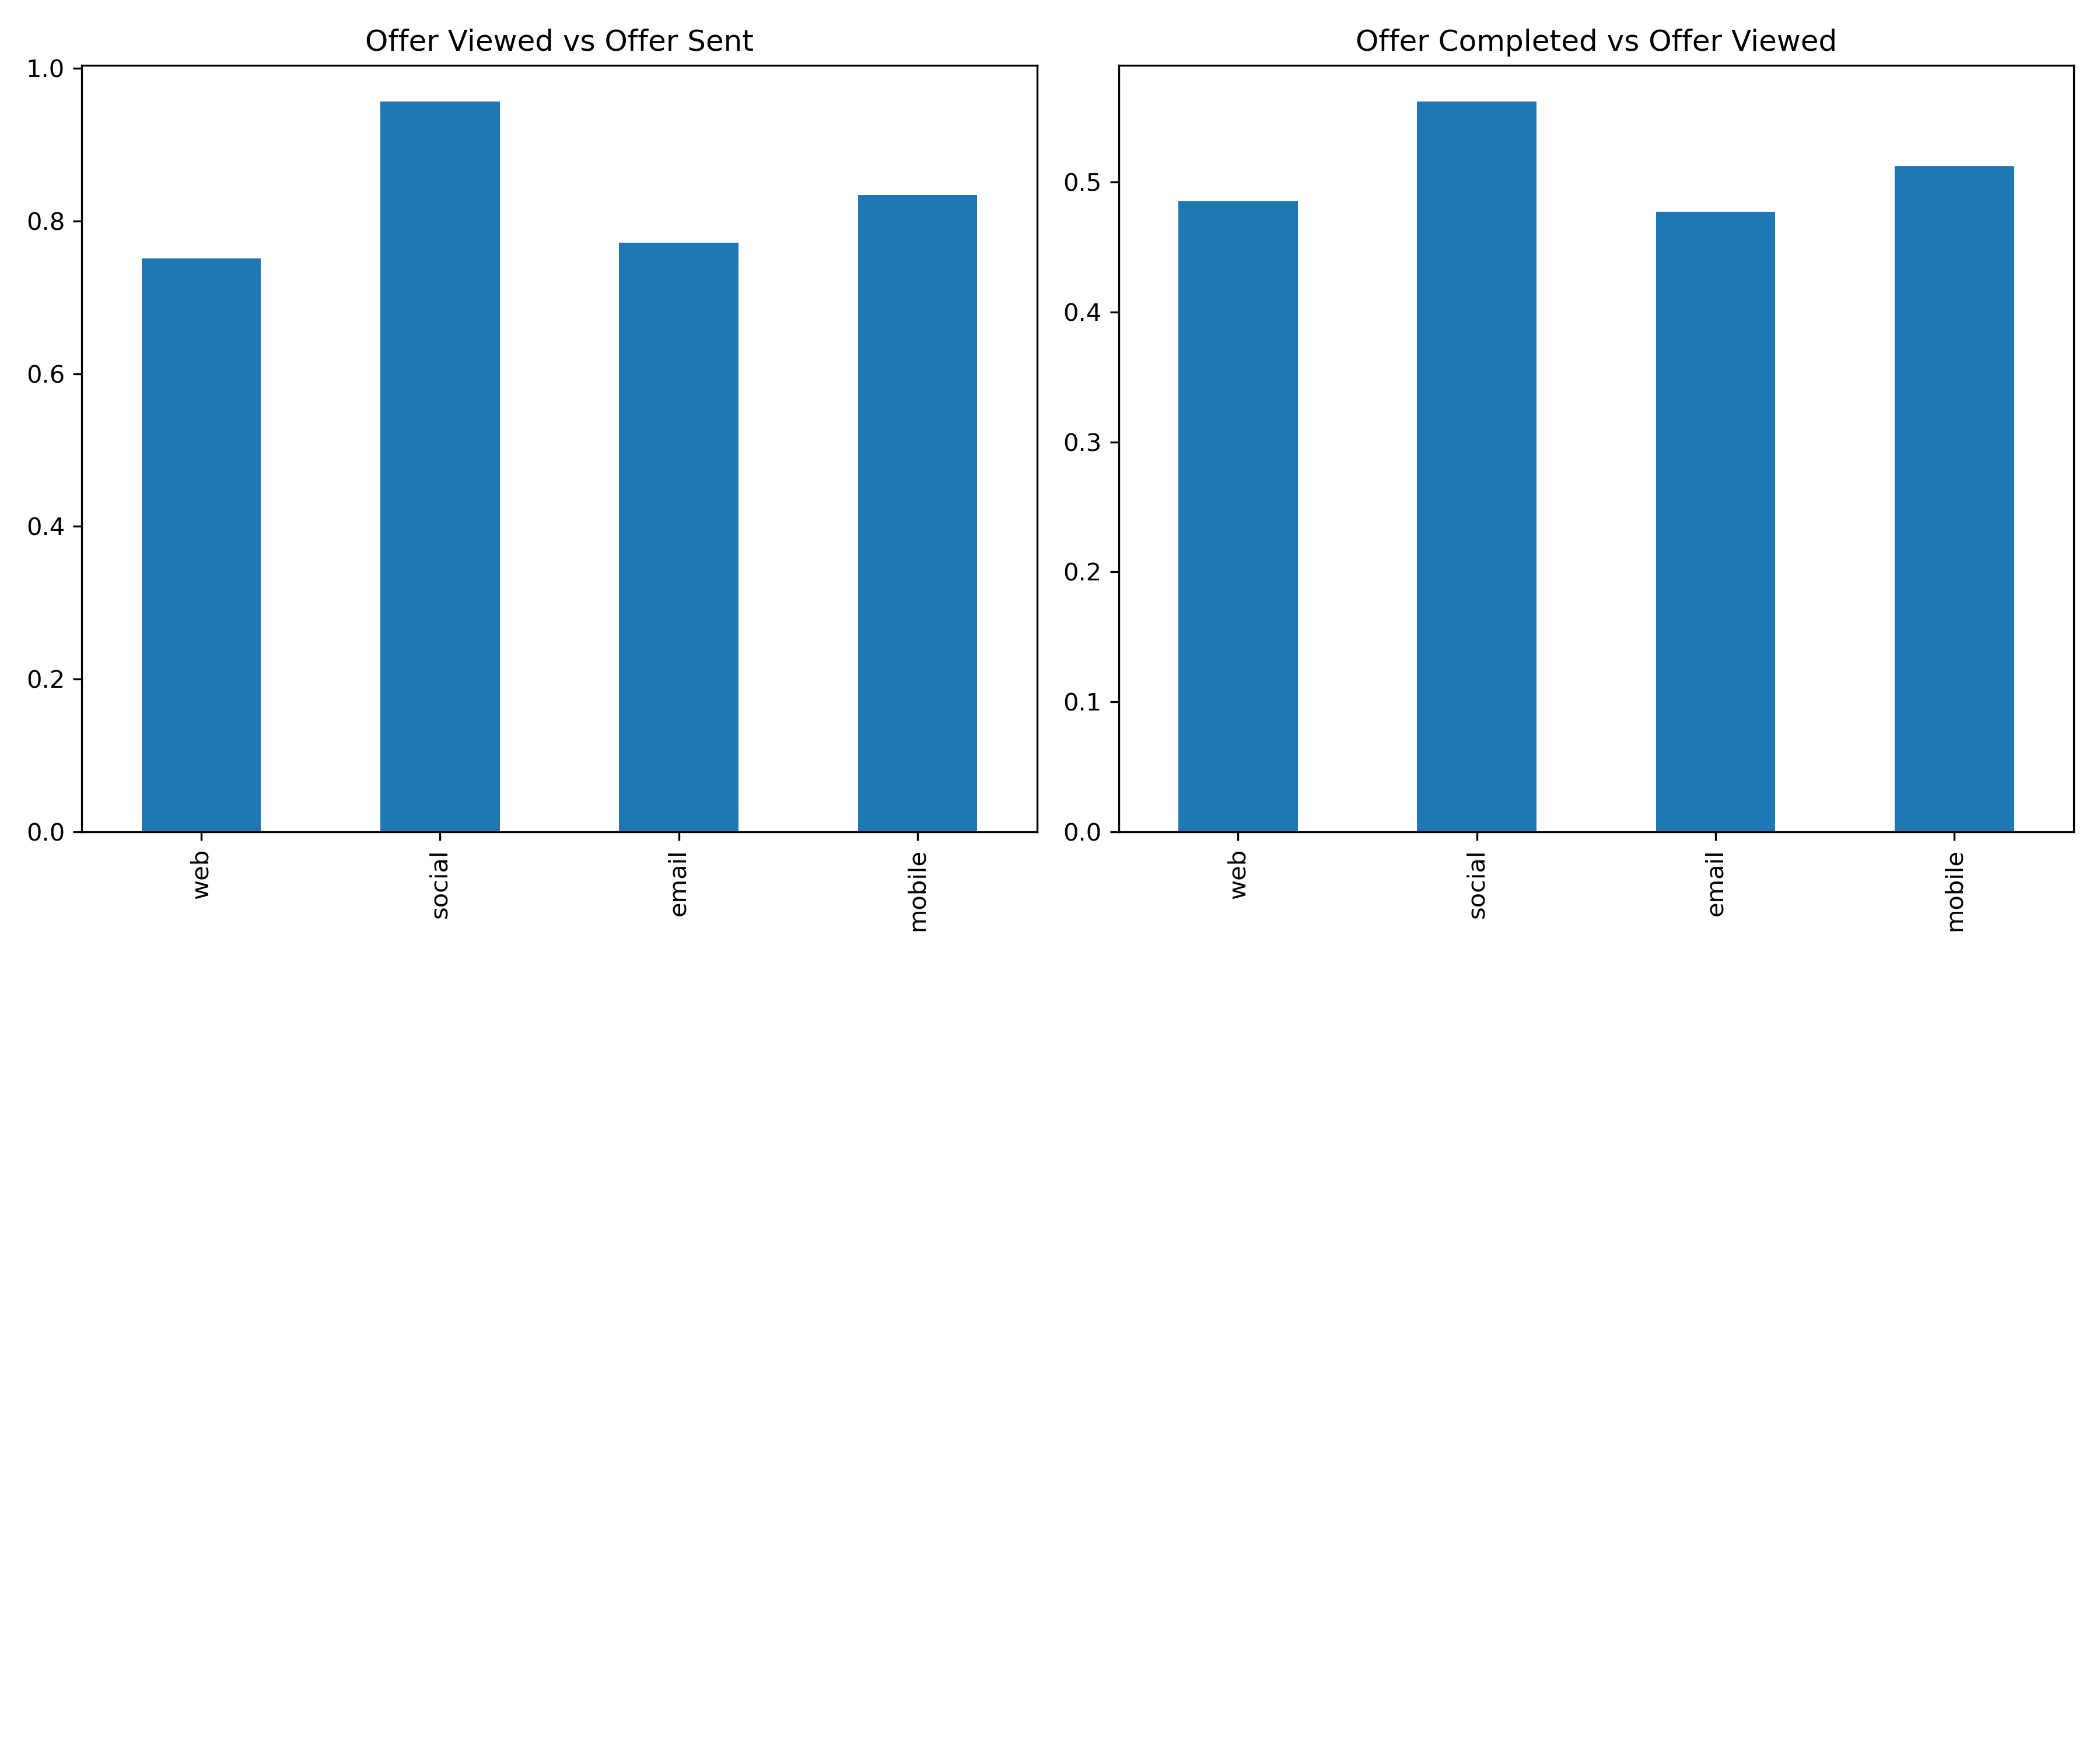 Offer Viewed vs Offer Sent
1.0
0.8
0.6
0.4
0.2
0.0
web
social
email
mobile
Offer Completed vs Offer Viewed
0.5
0.4
0.3
0.2
0.1
0.0
web
social
email
mobile